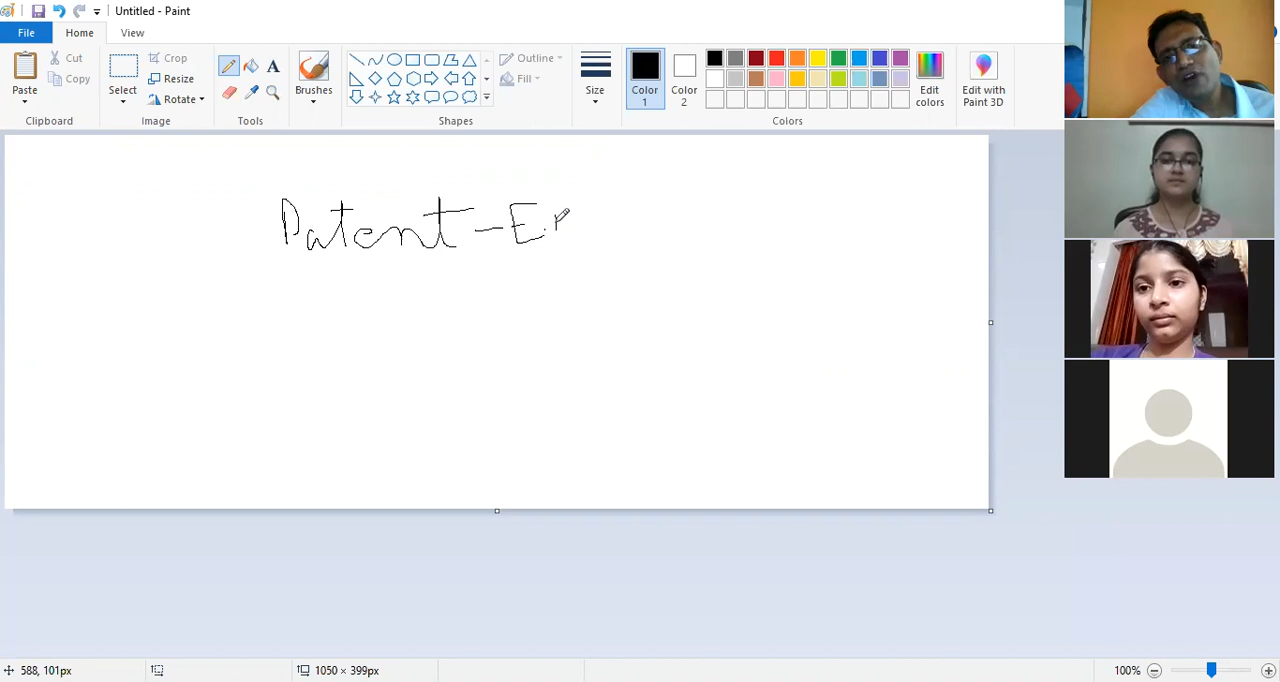 Untitled - Paint
File
Home
View
Paste
Cut
Copy
Clipboard
Select
Crop
Resize
Rotate
Image
Tools
Brushes
Shapes
Outline
Fill
Size
Color 1
Color 2
Edit colors
Edit with Paint 3D
Colors
Patent - E.
588, 101px
1050 × 399px
100%